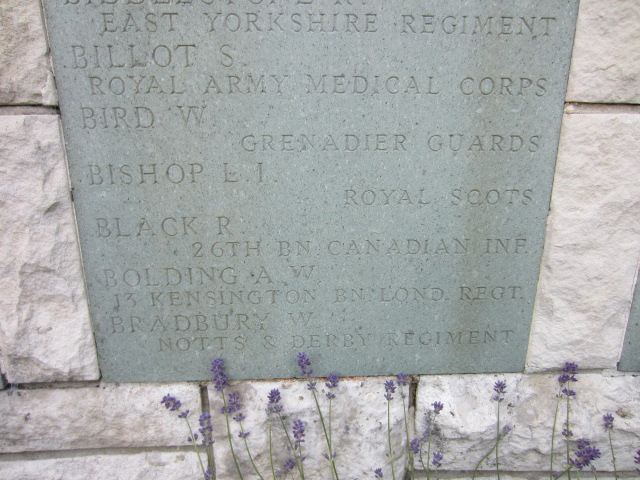 EAST YORKSHIRE REGIMENT
BILLOT S.
ROYAL ARMY MEDICAL CORPS
BIRD W.
GRENADIER GUARDS
BISHOP L.I.
ROYAL SCOTS
BLACK R.
26TH BN. CANADIAN INF.
BOLDING A.W.
13 KENSINGTON BN. LOND. REGT.
BRADBURY W.
NOTTS & DERBY REGIMENT